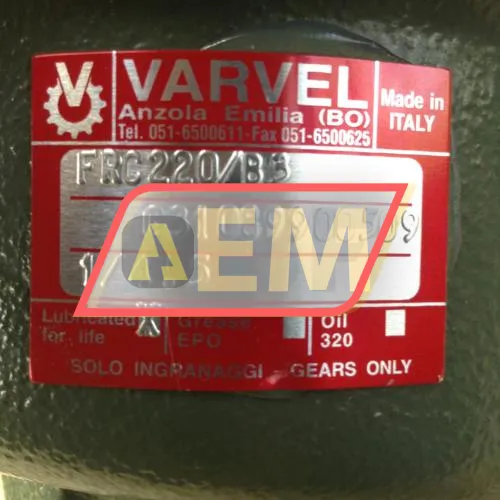 VARVEL
Anzola Emilia (BO)
Tel. 051-6500611-Fax 051-6500625
Made in
ITALY
FRC220/B3
AEM
Lubricated
for life
Grease
EPO
Oil
320
SOLO INGRANAGGI - GEARS ONLY